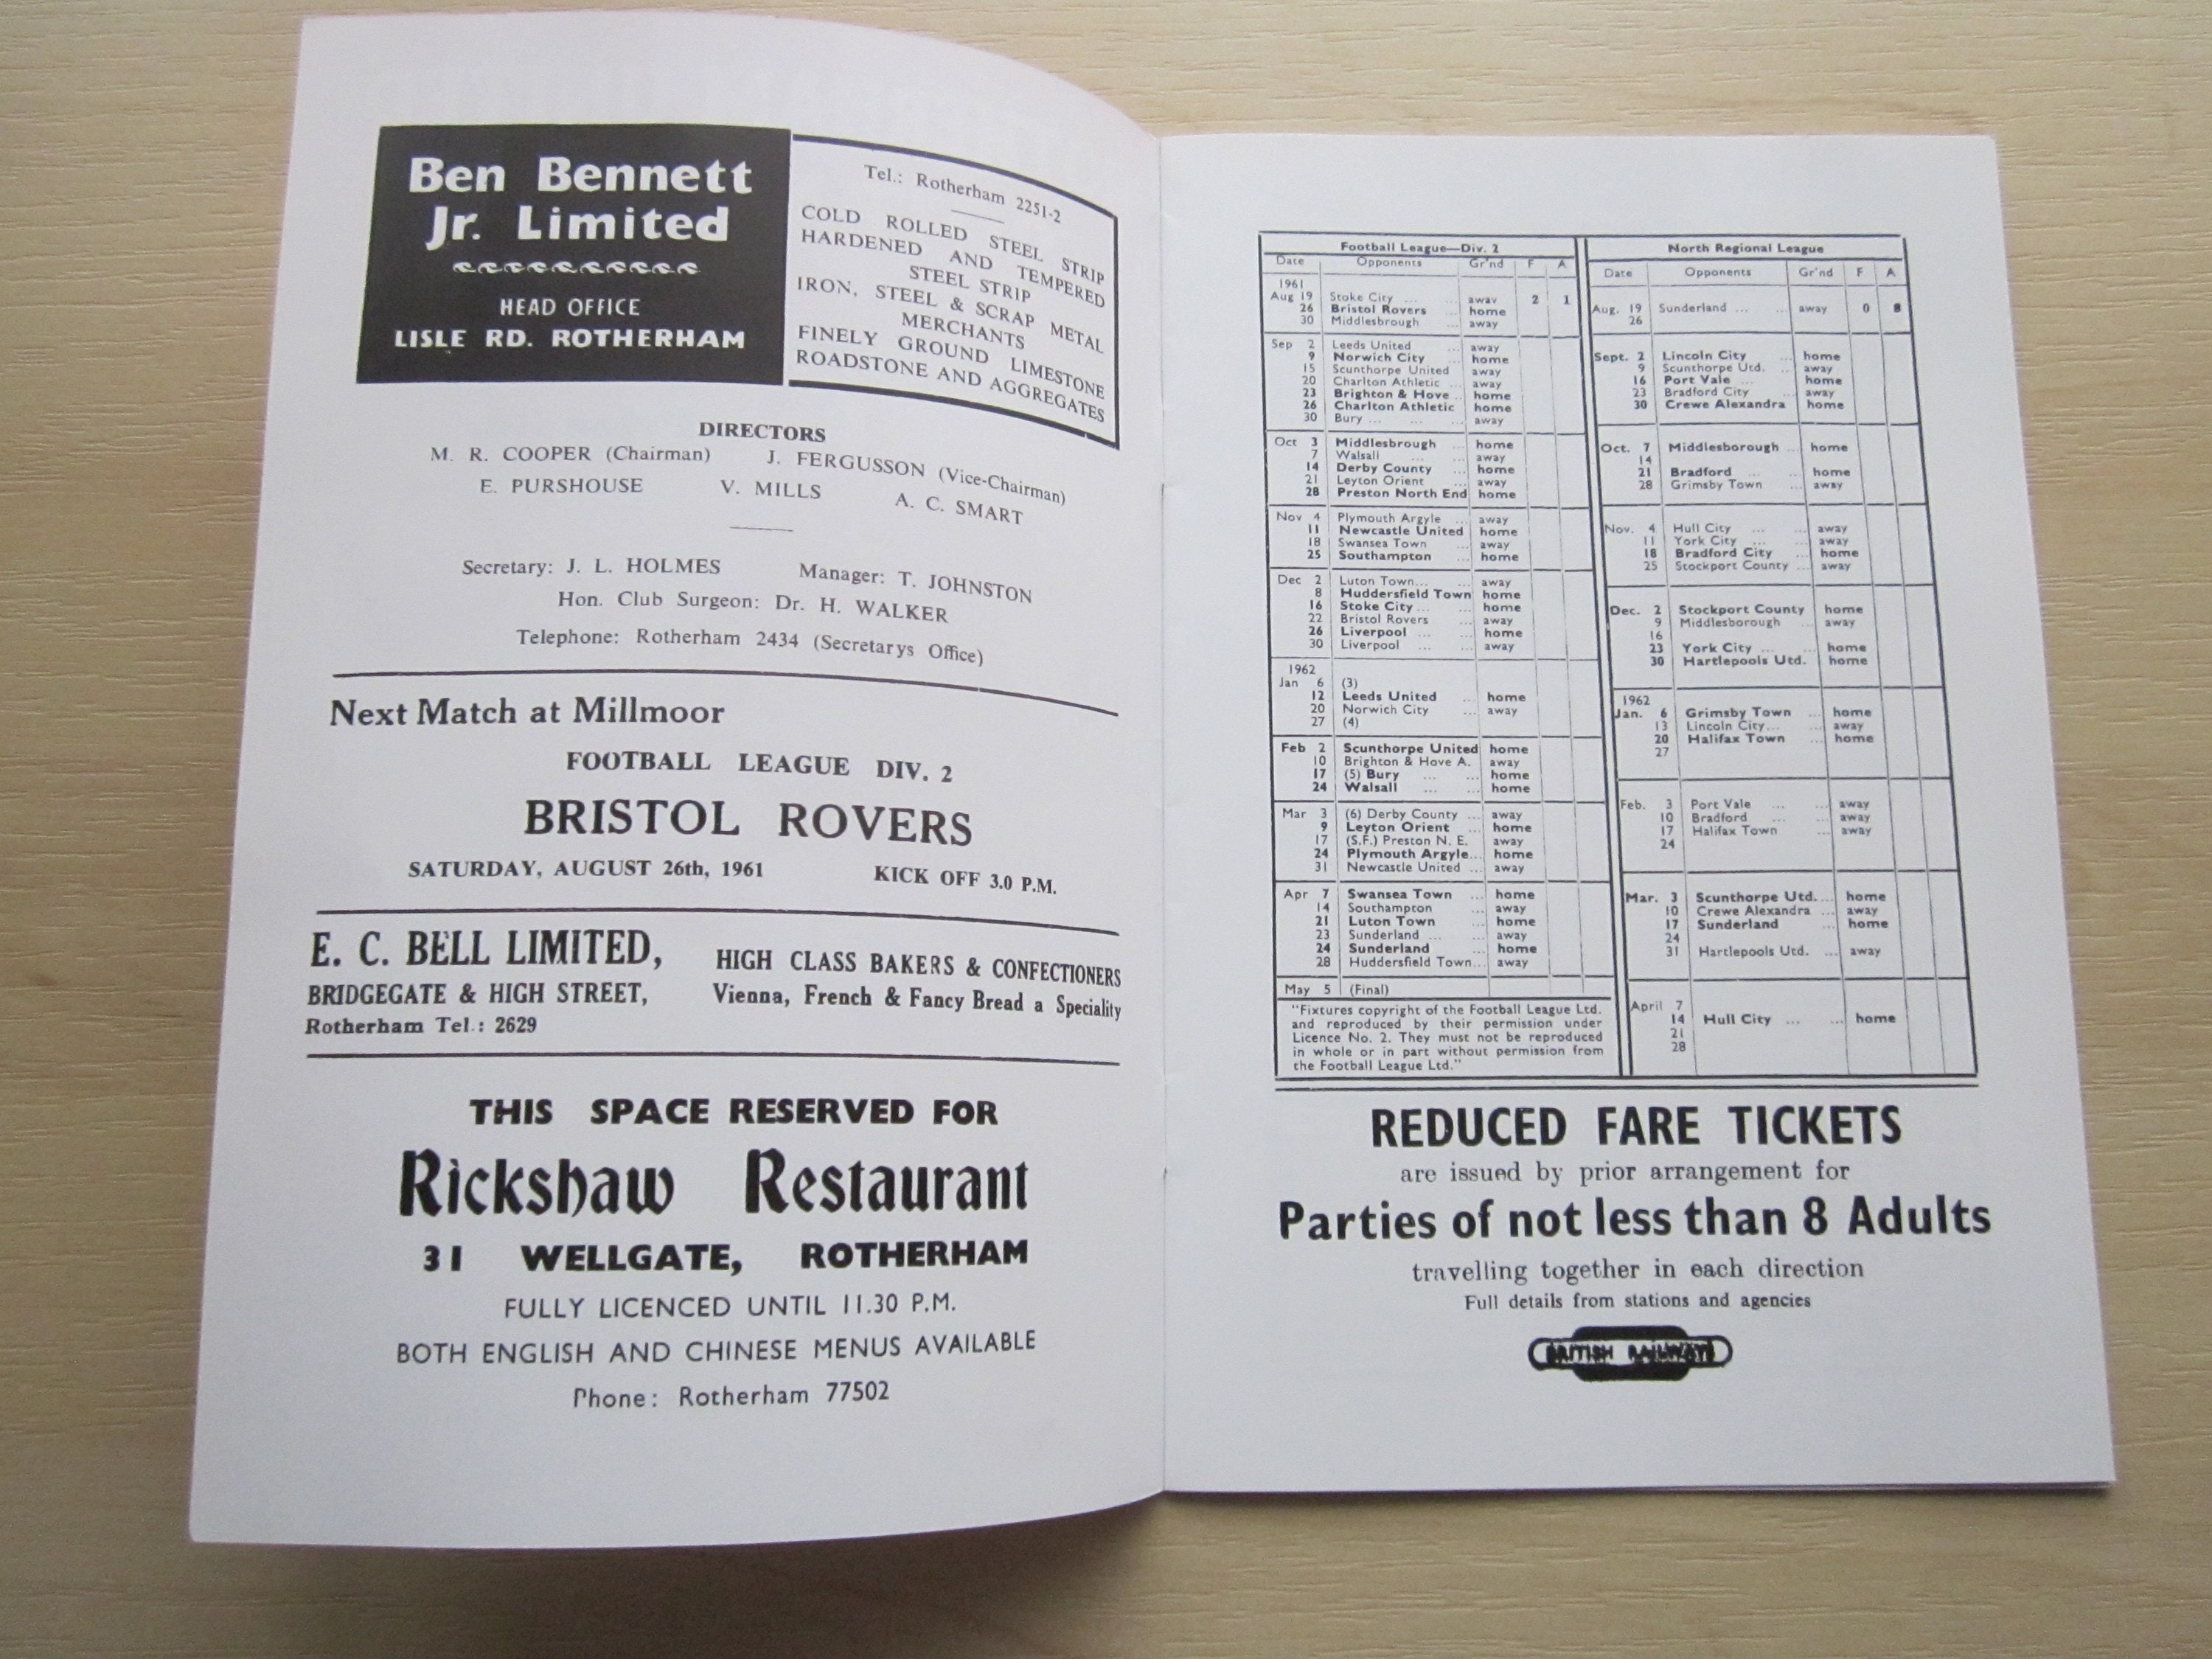 Ben Bennett
Jr. Limited
HEAD OFFICE
LISLE RD. ROTHERHAM
Tel.: Rotherham 2251-2
COLD ROLLED STEEL STRIP
HARDENED AND TEMPERED
STEEL STRIP
IRON, STEEL & SCRAP METAL
MERCHANTS
FINELY GROUND LIMESTONE
ROADSTONE AND AGGREGATES
DIRECTORS
M. R. COOPER (Chairman) J. FERGUSSON (Vice-Chairman)
E. PURSHOUSE V. MILLS A. C. SMART
Secretary: J. L. HOLMES Manager: T. JOHNSTON
Hon. Club Surgeon: Dr. H. WALKER
Telephone: Rotherham 2434 (Secretarys Office)
Next Match at Millmoor
FOOTBALL LEAGUE DIV. 2
BRISTOL ROVERS
SATURDAY, AUGUST 26th, 1961 KICK OFF 3.0 P.M.
E. C. BELL LIMITED,
BRIDGEGATE & HIGH STREET,
Rotherham Tel.: 2629
HIGH CLASS BAKERS & CONFECTIONERS
Vienna, French & Fancy Bread a Speciality
THIS SPACE RESERVED FOR
Rickshaw Restaurant
31 WELLGATE, ROTHERHAM
FULLY LICENCED UNTIL 11.30 P.M.
BOTH ENGLISH AND CHINESE MENUS AVAILABLE
Phone: Rotherham 77502
Football League—Div. 2
Date Opponents Gr'nd F A
1961
Aug 19 Stoke City ... away 2 1
26 Bristol Rovers home
30 Middlesbrough away
Sep 2 Leeds United ... away
9 Norwich City ... home
15 Scunthorpe United away
20 Charlton Athletic ... away
23 Brighton & Hove .. home
26 Charlton Athletic home
30 Bury ... ... ... away
Oct 3 Middlesbrough ... home
7 Walsall ... ... away
14 Derby County ... home
21 Leyton Orient ... away
28 Preston North End home
Nov 4 Plymouth Argyle ... away
11 Newcastle United home
18 Swansea Town ... away
25 Southampton ... home
Dec 2 Luton Town... ... away
8 Huddersfield Town home
16 Stoke City ... ... home
22 Bristol Rovers ... away
26 Liverpool ... ... home
30 Liverpool ... ... away
1962
Jan 6 (3)
12 Leeds United ... home
20 Norwich City ... away
27 (4)
Feb 2 Scunthorpe United home
10 Brighton & Hove A. away
17 (5) Bury ... ... home
24 Walsall ... ... home
Mar 3 (6) Derby County ... away
9 Leyton Orient ... home
17 (S.F.) Preston N. E. away
24 Plymouth Argyle... home
31 Newcastle United ... away
Apr 7 Swansea Town ... home
14 Southampton ... away
21 Luton Town ... home
23 Sunderland ... ... away
24 Sunderland ... home
28 Huddersfield Town... away
May 5 (Final)
"Fixtures copyright of the Football League Ltd.
and reproduced by their permission under
Licence No. 2. They must not be reproduced
in whole or in part without permission from
the Football League Ltd."
North Regional League
Date Opponents Gr'nd F A
Aug. 19 Sunderland ... ... away 0 8
26
Sept. 2 Lincoln City ... home
9 Scunthorpe Utd. .. away
16 Port Vale ... home
23 Bradford City ... away
30 Crewe Alexandra home
Oct. 7 Middlesborough ... home
14
21 Bradford ... ... home
28 Grimsby Town ... away
Nov. 4 Hull City ... ... away
11 York City ... ... away
18 Bradford City ... home
25 Stockport County ... away
Dec. 2 Stockport County home
9 Middlesborough ... away
16
23 York City ... ... home
30 Hartlepools Utd. home
1962
Jan. 6 Grimsby Town ... home
13 Lincoln City... ... away
20 Halifax Town ... home
27
Feb. 3 Port Vale ... ... away
10 Bradford ... ... away
17 Halifax Town ... away
24
Mar. 3 Scunthorpe Utd. ... home
10 Crewe Alexandra ... away
17 Sunderland ... home
24
31 Hartlepools Utd. ... away
April 7
14 Hull City ... ... home
21
28
REDUCED FARE TICKETS
are issued by prior arrangement for
Parties of not less than 8 Adults
travelling together in each direction
Full details from stations and agencies
BRITISH RAILWAYS